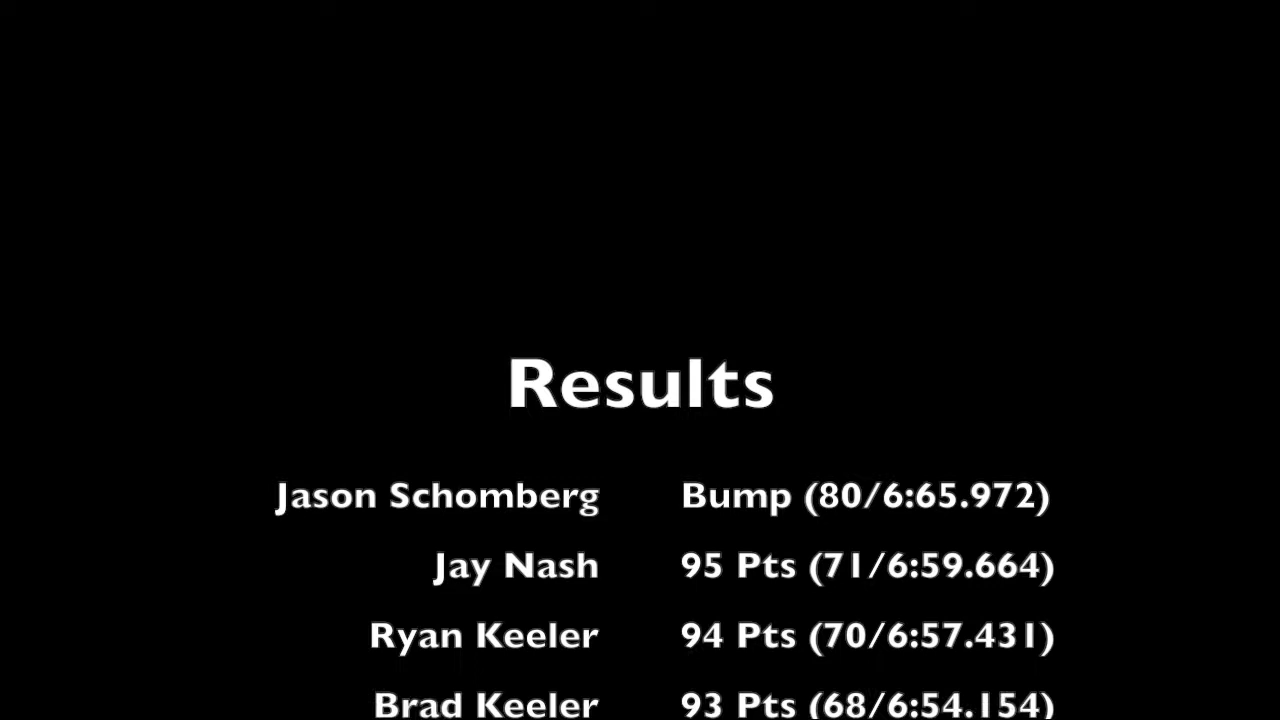 Results
Jason Schomberg Bump (80/6:65.972)
Jay Nash 95 Pts (71/6:59.664)
Ryan Keeler 94 Pts (70/6:57.431)
Brad Keeler 93 Pts (68/6:54.154)